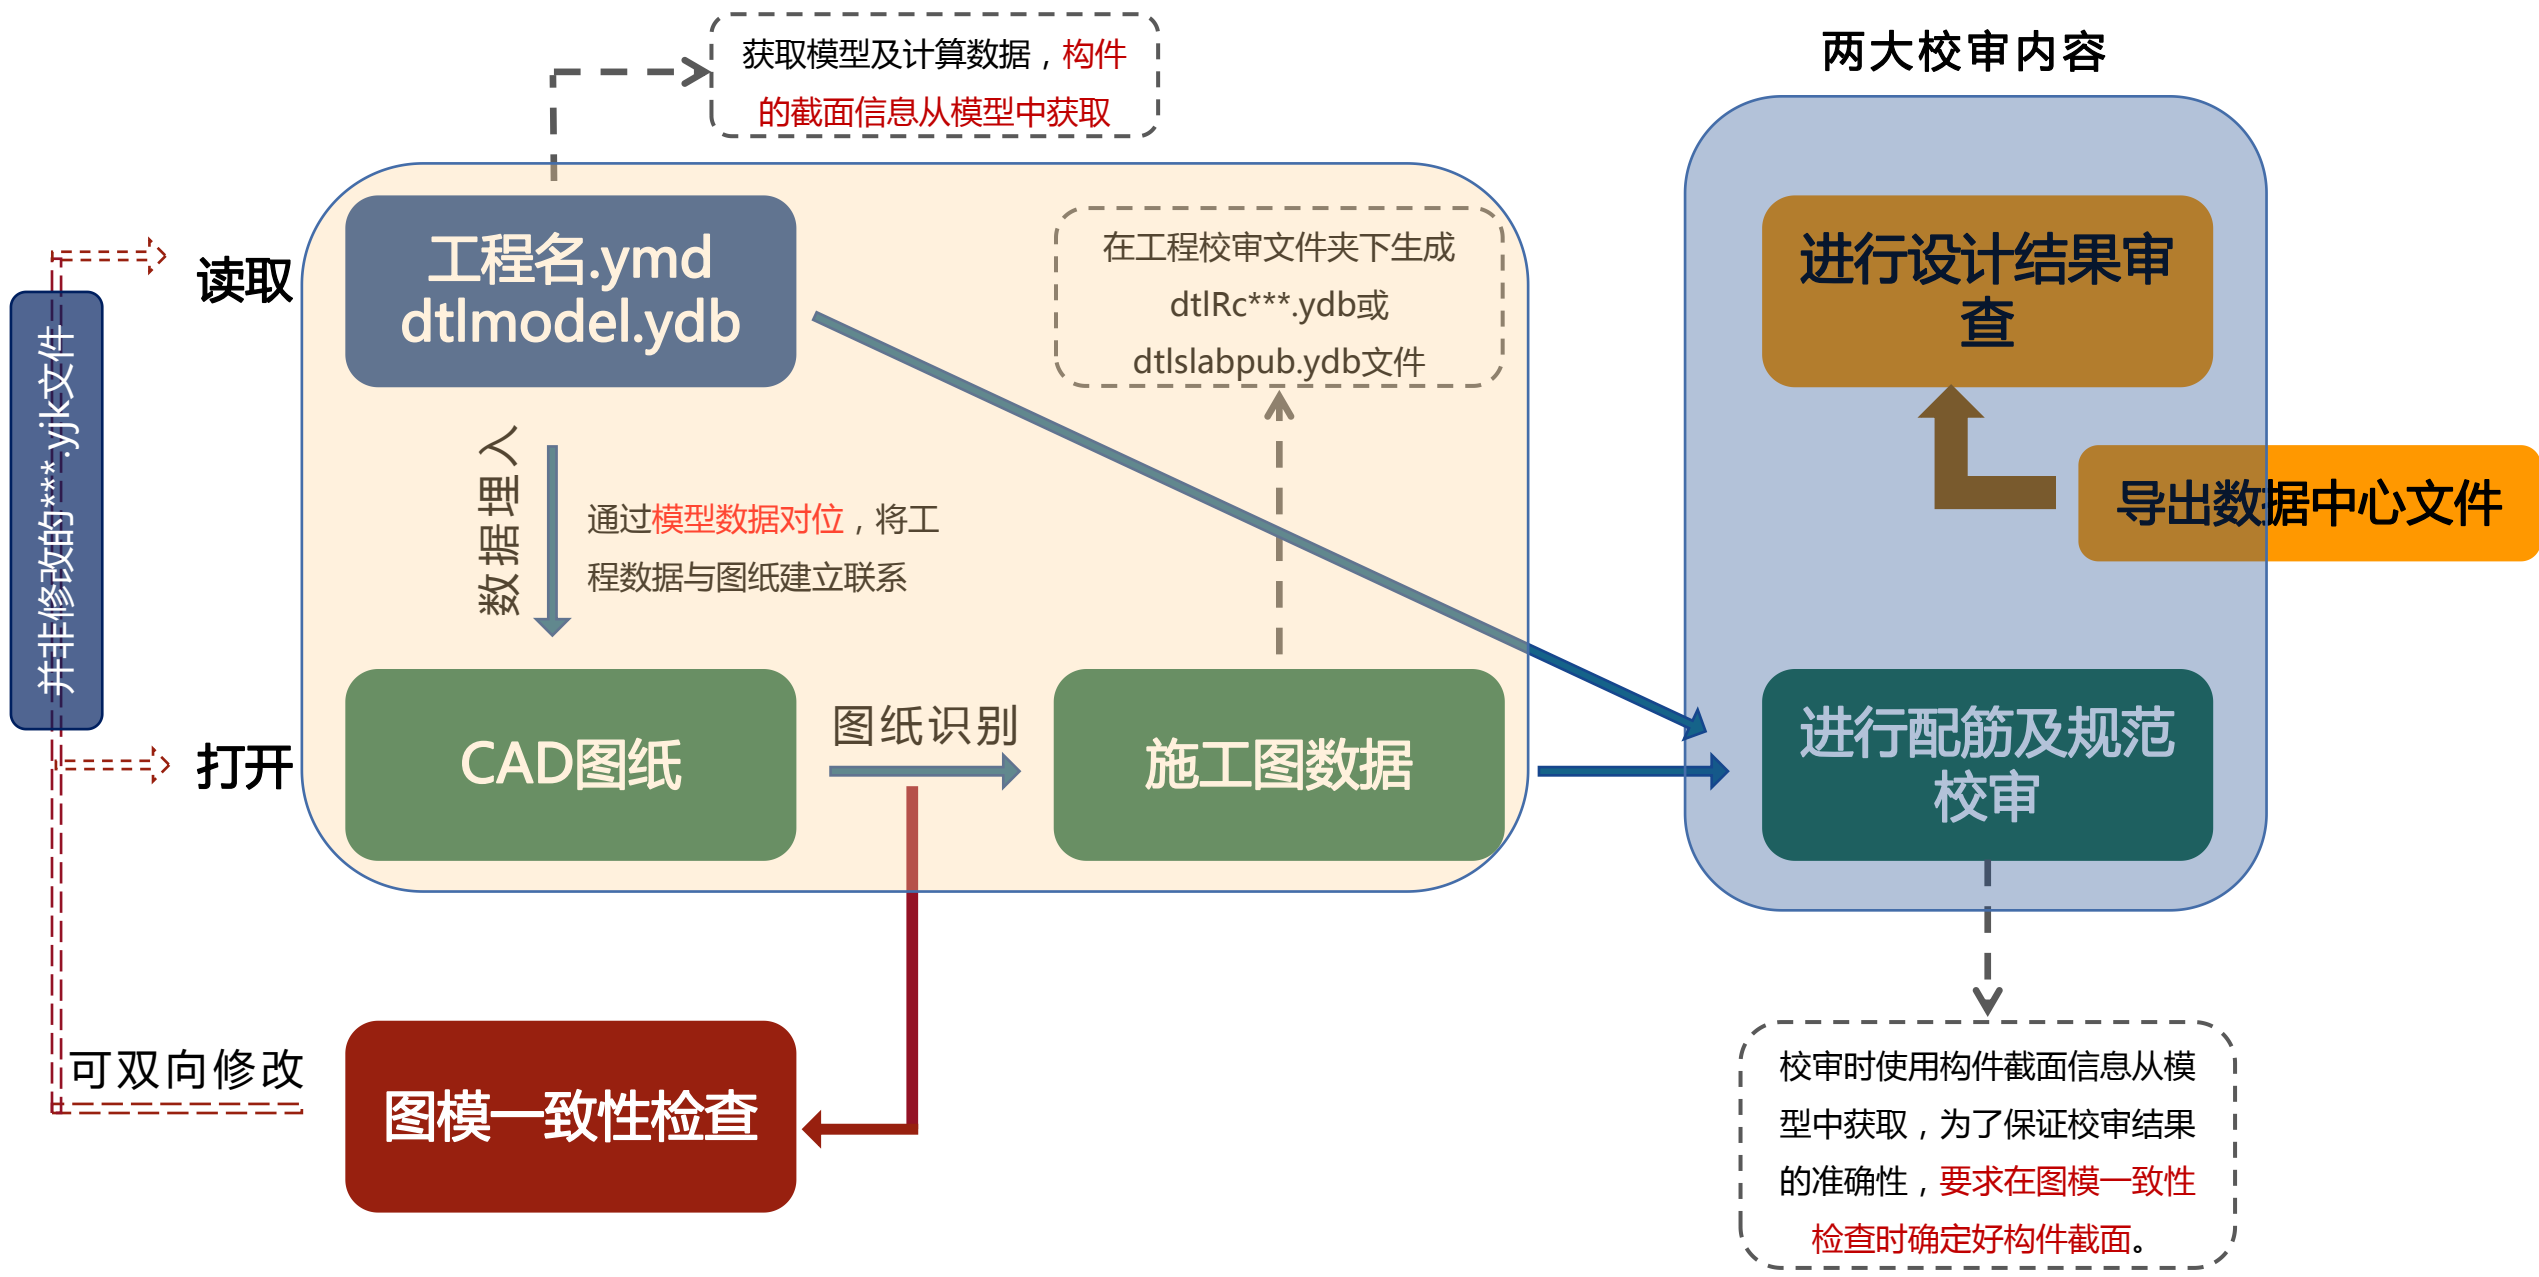 获取模型及计算数据，构件
的截面信息从模型中获取
两大校审内容
读取
工程名.ymd
dtlmodel.ydb
在工程校审文件夹下生成
dtlRc***.ydb或
dtlslabpub.ydb文件
进行设计结果审
查
并非修改的***.yjk文件
数据埋入
通过模型数据对位，将工
程数据与图纸建立联系
导出数据中心文件
打开
CAD图纸
图纸识别
施工图数据
进行配筋及规范
校审
可双向修改
图模一致性检查
校审时使用构件截面信息从模
型中获取，为了保证校审结果
的准确性，要求在图模一致性
检查时确定好构件截面。